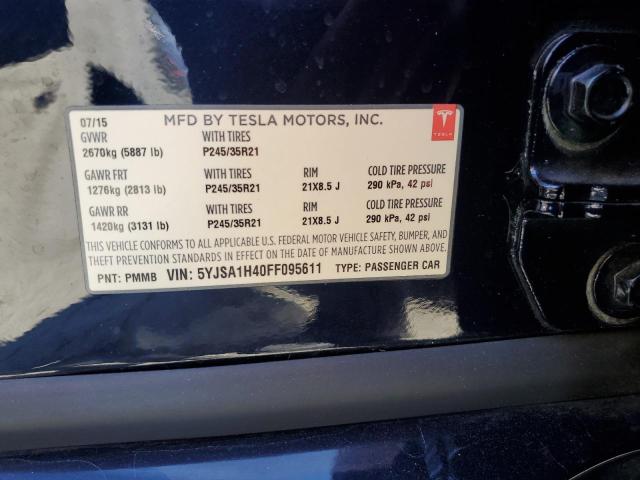 07/15 MFD BY TESLA MOTORS, INC.
GVWR WITH TIRES
2670kg (5887 lb) P245/35R21
GAWR FRT WITH TIRES RIM COLD TIRE PRESSURE
1276kg (2813 lb) P245/35R21 21X8.5 J 290 kPa, 42 psi
GAWR RR WITH TIRES RIM COLD TIRE PRESSURE
1420kg (3131 lb) P245/35R21 21X8.5 J 290 kPa, 42 psi
THIS VEHICLE CONFORMS TO ALL APPLICABLE U.S. FEDERAL MOTOR VEHICLE SAFETY, BUMPER, AND
THEFT PREVENTION STANDARDS IN EFFECT ON THE DATE OF MANUFACTURE SHOWN ABOVE.
PNT: PMMB VIN: 5YJSA1H40FF095611 TYPE: PASSENGER CAR